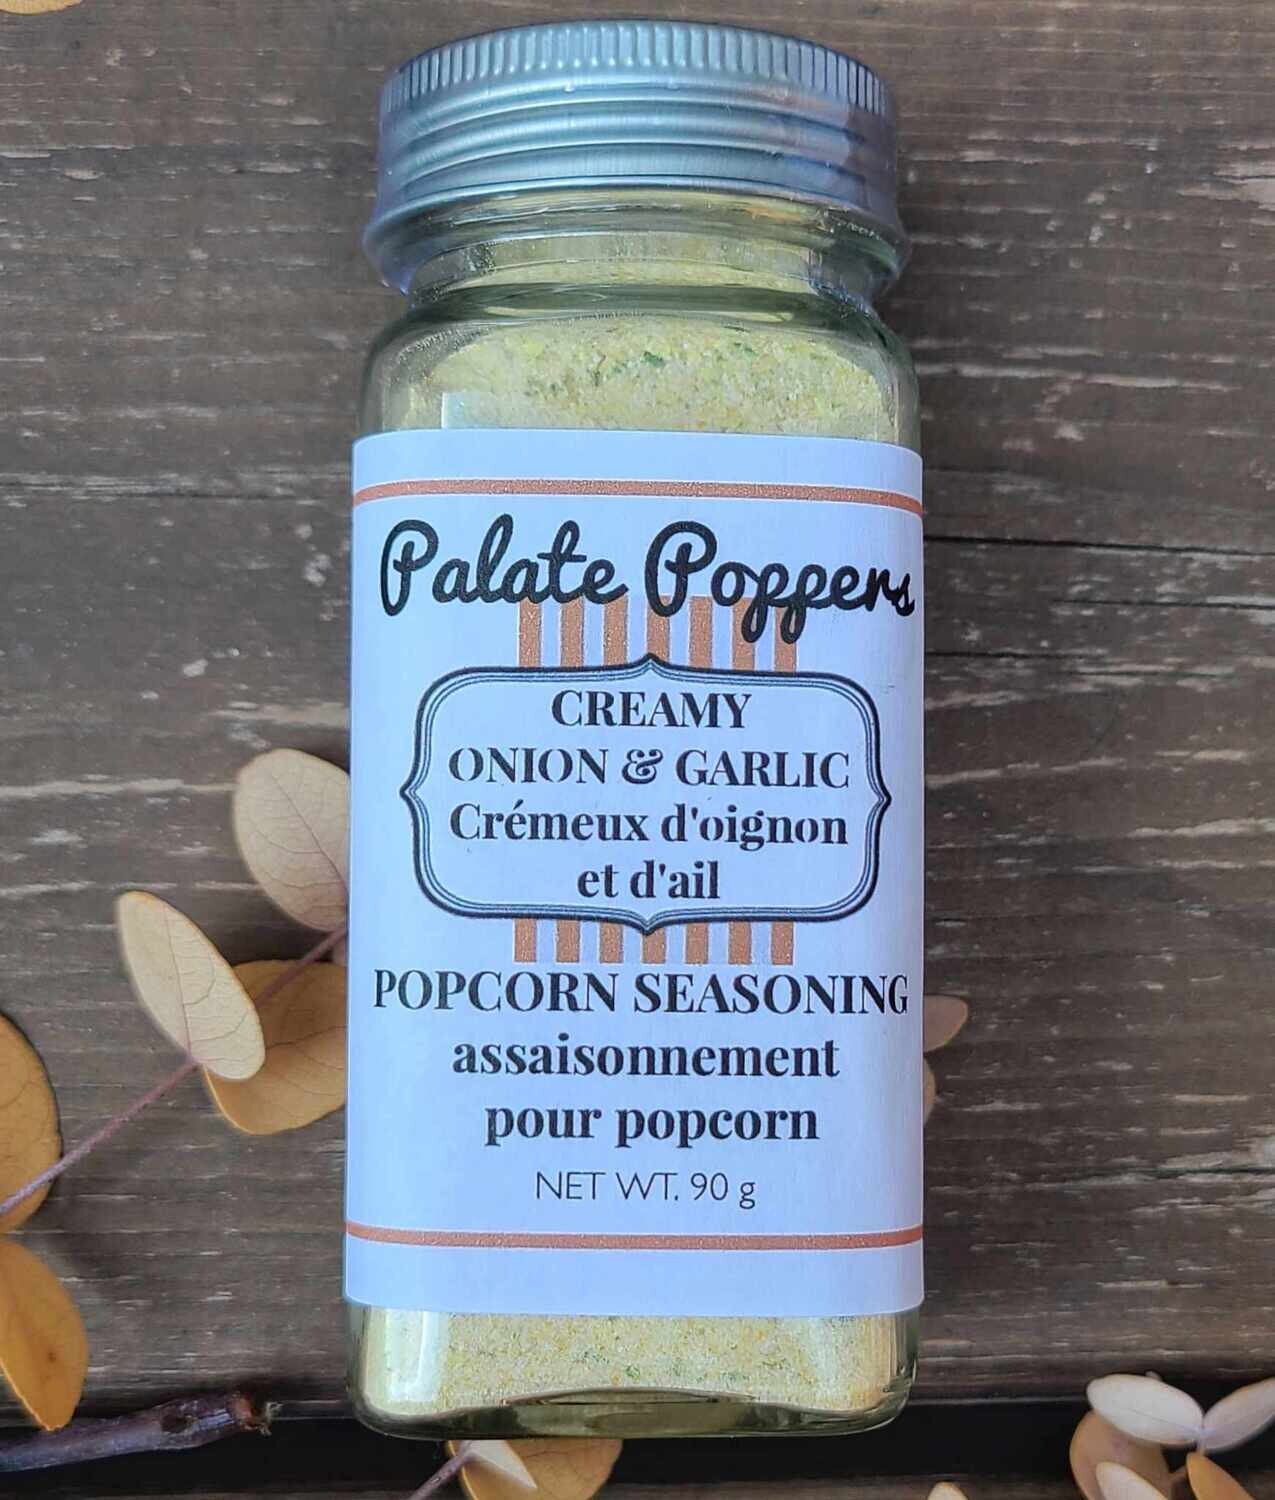 Palate Poppers
CREAMY
ONION & GARLIC
Crémeux d'oignon
et d'ail
POPCORN SEASONING
assaisonnement
pour popcorn
NET WT. 90 g